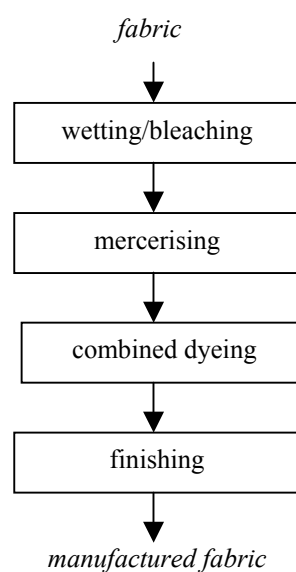 fabric
wetting/bleaching
mercerising
combined dyeing
finishing
manufactured fabric